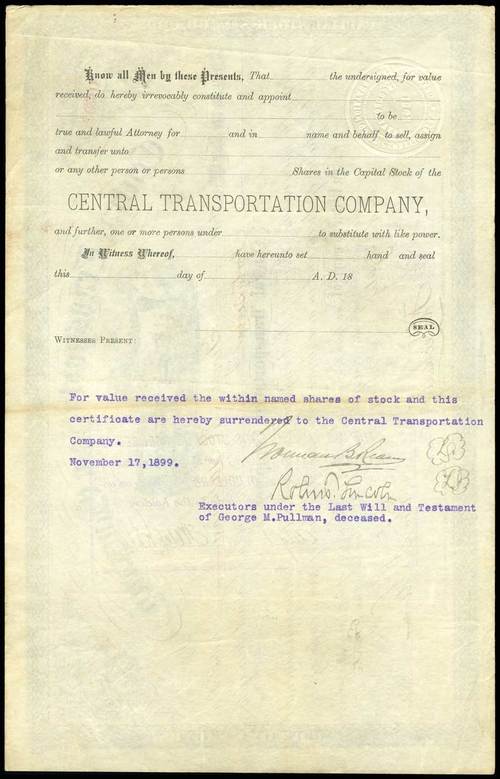 Know all Men by these Presents, That the undersigned, for value
received, do hereby irrevocably constitute and appoint
to be
true and lawful Attorney for and in name and behalf, to sell, assign
and transfer unto
or any other person or persons Shares in the Capital Stock of the
CENTRAL TRANSPORTATION COMPANY,
and further, one or more persons under to substitute with like power.
In Witness Whereof, have hereunto set hand and seal
this day of A. D. 18
SEAL
WITNESSES PRESENT:
For value received the within named shares of stock and this
certificate are hereby surrendered to the Central Transportation
Company.
November 17,1899.
Norman B. Ream
Robert T. Lincoln
Executors under the Last Will and Testament
of George M.Pullman, deceased.